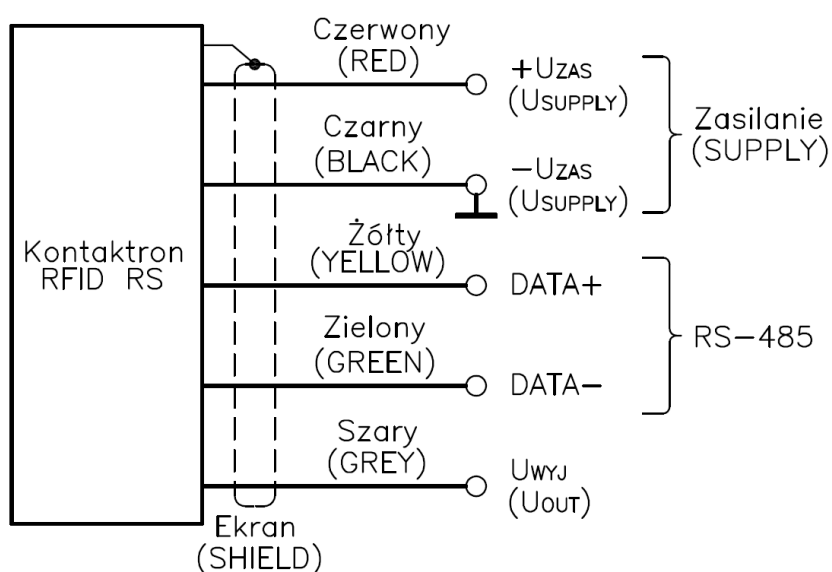 Czerwony
(RED)
+UZAS
(USUPPLY)
Czarny
(BLACK)
−UZAS
(USUPPLY)
Zasilanie
(SUPPLY)
Kontaktron
RFID RS
Żółty
(YELLOW)
DATA+
Zielony
(GREEN)
DATA−
RS−485
Szary
(GREY)
UWYJ
(UOUT)
Ekran
(SHIELD)